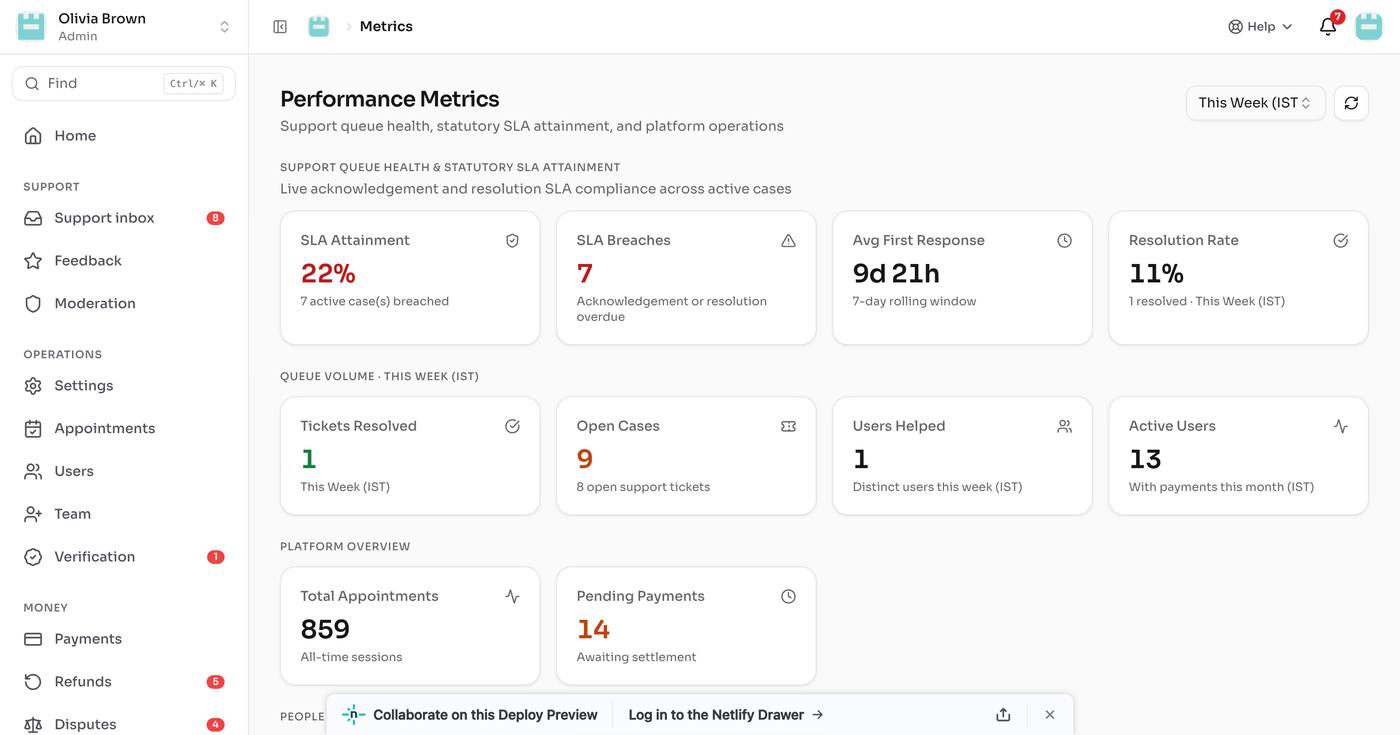 Olivia Brown
Admin
Find
Ctrl/⌘ K
Home
SUPPORT
Support inbox 8
Feedback
Moderation
OPERATIONS
Settings
Appointments
Users
Team
Verification 1
MONEY
Payments
Refunds 5
Disputes 4
Metrics
Help
7
Performance Metrics
Support queue health, statutory SLA attainment, and platform operations
This Week (IST
SUPPORT QUEUE HEALTH & STATUTORY SLA ATTAINMENT
Live acknowledgement and resolution SLA compliance across active cases
SLA Attainment
22%
7 active case(s) breached
SLA Breaches
7
Acknowledgement or resolution
overdue
Avg First Response
9d 21h
7-day rolling window
Resolution Rate
11%
1 resolved · This Week (IST)
QUEUE VOLUME · THIS WEEK (IST)
Tickets Resolved
1
This Week (IST)
Open Cases
9
8 open support tickets
Users Helped
1
Distinct users this week (IST)
Active Users
13
With payments this month (IST)
PLATFORM OVERVIEW
Total Appointments
859
All-time sessions
Pending Payments
14
Awaiting settlement
PEOPLE
n
Collaborate on this Deploy Preview
Log in to the Netlify Drawer →